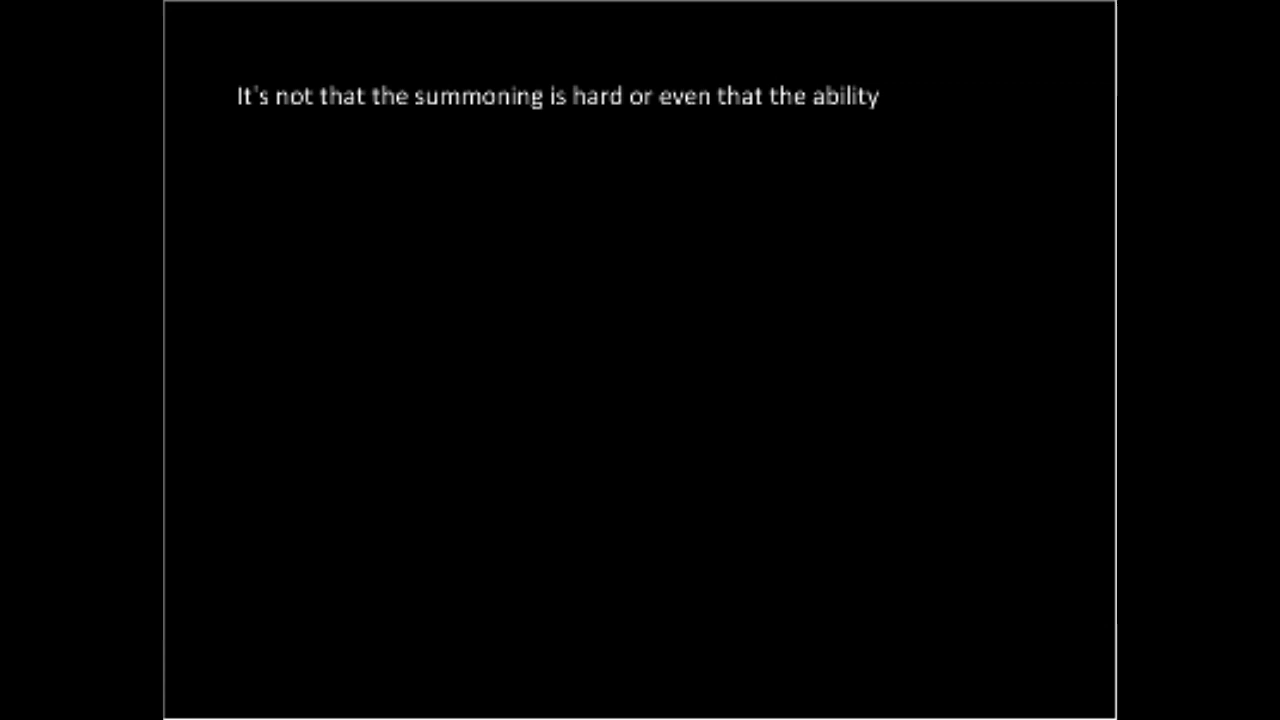 It's not that the summoning is hard or even that the ability